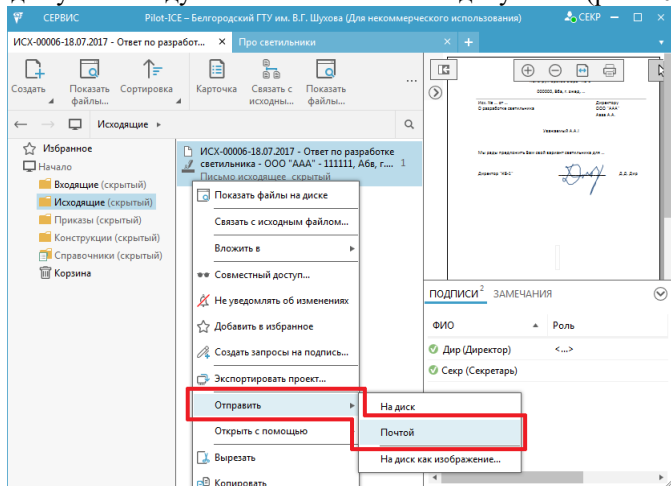 СЕРВИС Pilot-ICE – Белгородский ГТУ им. В.Г. Шухова (Для некоммерческого использования) СЕКР
ИСХ-00006-18.07.2017 - Ответ по разработ... Про светильники
Создать Показать файлы... Сортировка Карточка Связать с исходны... Показать файлы...
Исходящие
Избранное
Начало
Входящие (скрытый)
Исходящие (скрытый)
Приказы (скрытый)
Конструкции (скрытый)
Справочники (скрытый)
Корзина
ИСХ-00006-18.07.2017 - Ответ по разработке
светильника - ООО "ААА" - 111111, Абв, г.... 1
Письмо исходящее скрытый
Показать файлы на диске
Связать с исходным файлом...
Вложить в
Совместный доступ...
Не уведомлять об изменениях
Добавить в избранное
Создать запросы на подпись...
Экспортировать проект...
Отправить
Открыть с помощью
Вырезать
Копировать
На диск
Почтой
На диск как изображение...
Директору
ООО "ААА"
Уважаемый А.А.!
ПОДПИСИ 2 ЗАМЕЧАНИЯ
ФИО Роль
Дир (Директор) <...>
Секр (Секретарь)